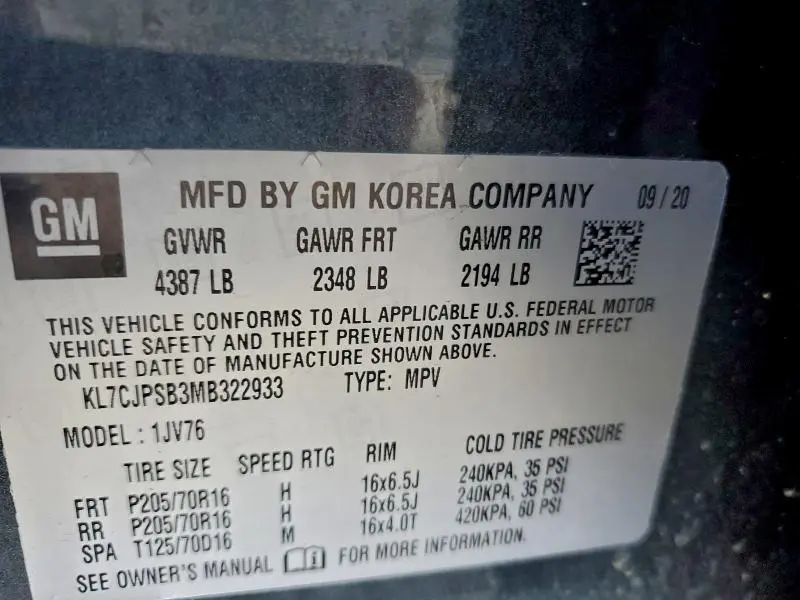 GM
MFD BY GM KOREA COMPANY 09 / 20
GVWR GAWR FRT GAWR RR
4387 LB 2348 LB 2194 LB
THIS VEHICLE CONFORMS TO ALL APPLICABLE U.S. FEDERAL MOTOR
VEHICLE SAFETY AND THEFT PREVENTION STANDARDS IN EFFECT
ON THE DATE OF MANUFACTURE SHOWN ABOVE.
KL7CJPSB3MB322933 TYPE: MPV
MODEL : 1JV76
TIRE SIZE SPEED RTG RIM COLD TIRE PRESSURE
FRT P205/70R16 H 16x6.5J 240KPA, 35 PSI
RR P205/70R16 H 16x6.5J 240KPA, 35 PSI
SPA T125/70D16 M 16x4.0T 420KPA, 60 PSI
SEE OWNER'S MANUAL FOR MORE INFORMATION.